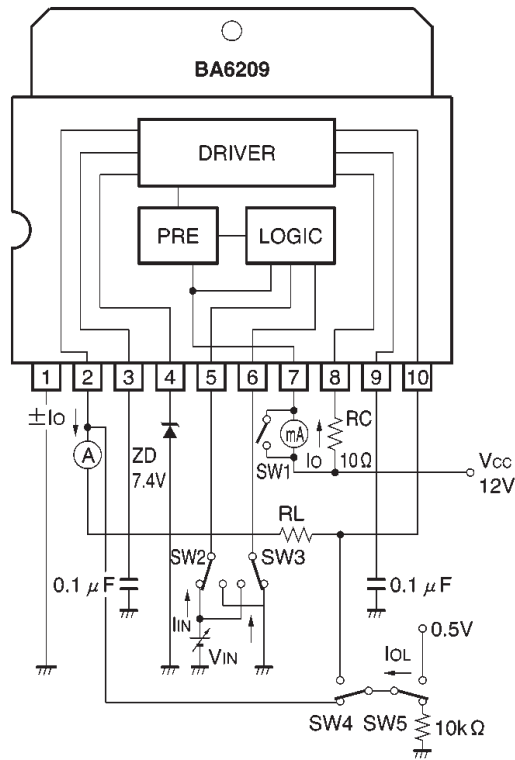 BA6209
DRIVER
PRE
LOGIC
1 2 3 4 5 6 7 8 9 10
±IO
A
ZD
7.4V
SW1
mA
IO
RC
10Ω
VCC
12V
RL
SW2
SW3
0.1 μF
IIN
VIN
0.1 μF
0.5V
IOL
SW4
SW5
10kΩ